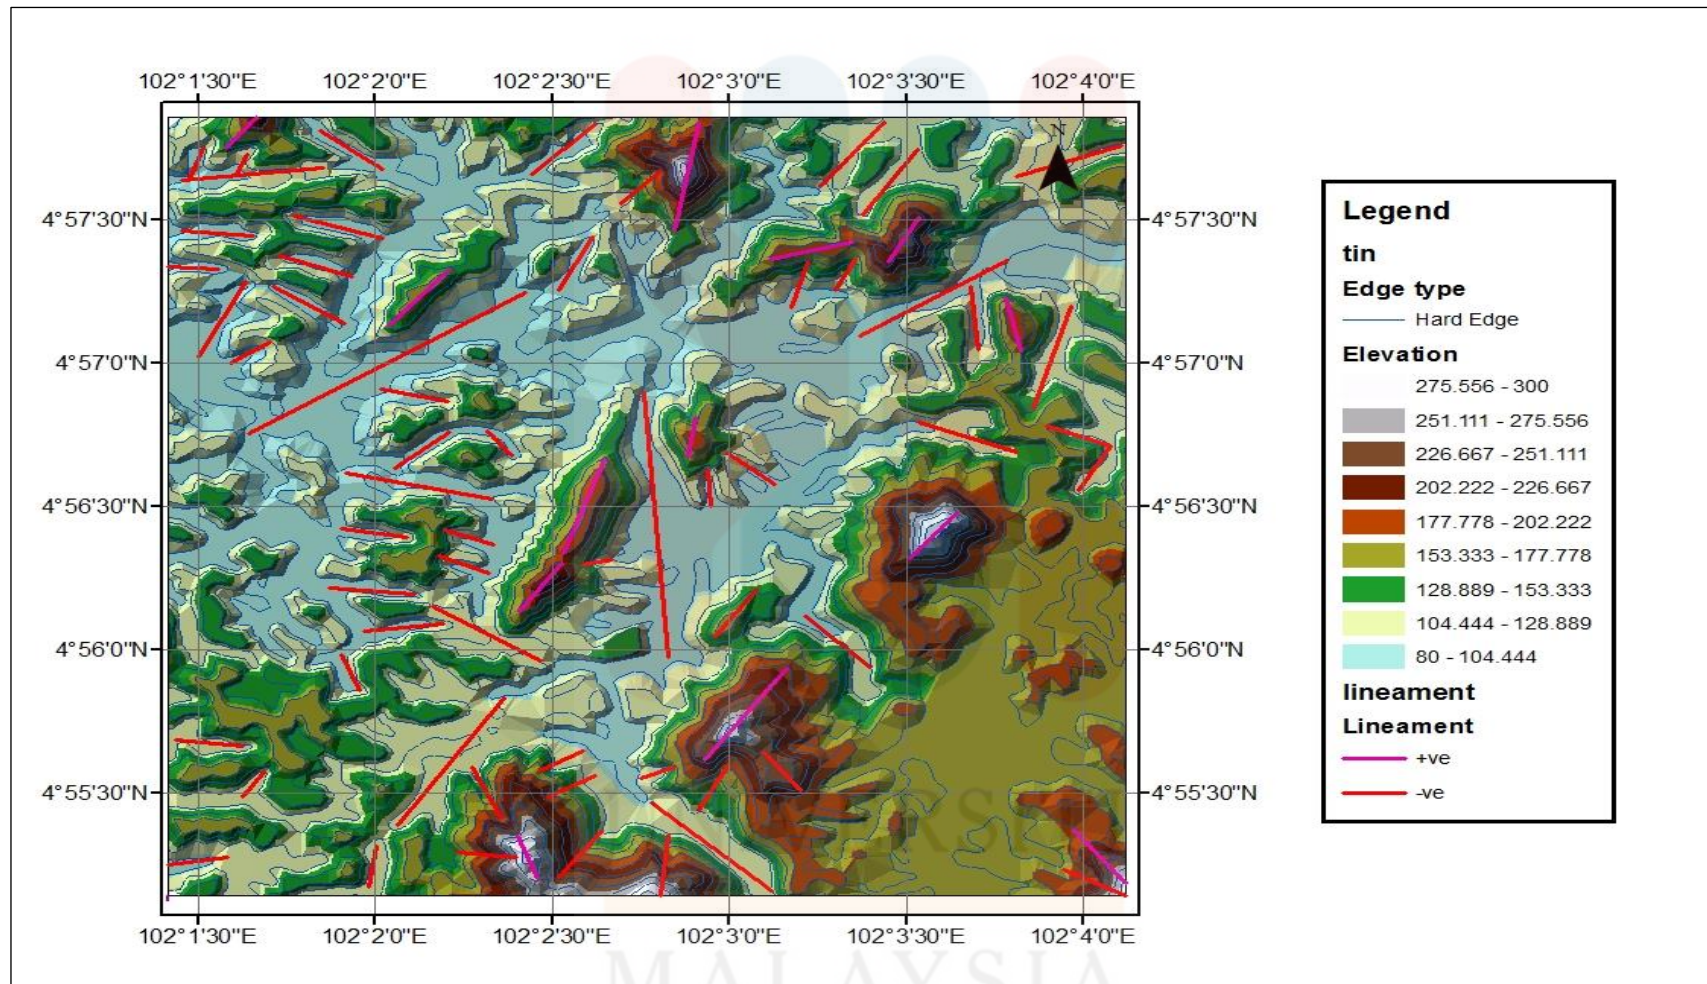 102°1'30"E 102°2'0"E 102°2'30"E 102°3'0"E 102°3'30"E 102°4'0"E
N
4°57'30"N 4°57'30"N
4°57'0"N 4°57'0"N
4°56'30"N 4°56'30"N
4°56'0"N 4°56'0"N
4°55'30"N 4°55'30"N
102°1'30"E 102°2'0"E 102°2'30"E 102°3'0"E 102°3'30"E 102°4'0"E
Legend
tin
Edge type
Hard Edge
Elevation
275.556 - 300
251.111 - 275.556
226.667 - 251.111
202.222 - 226.667
177.778 - 202.222
153.333 - 177.778
128.889 - 153.333
104.444 - 128.889
80 - 104.444
lineament
Lineament
+ve
-ve
MALAYSIA